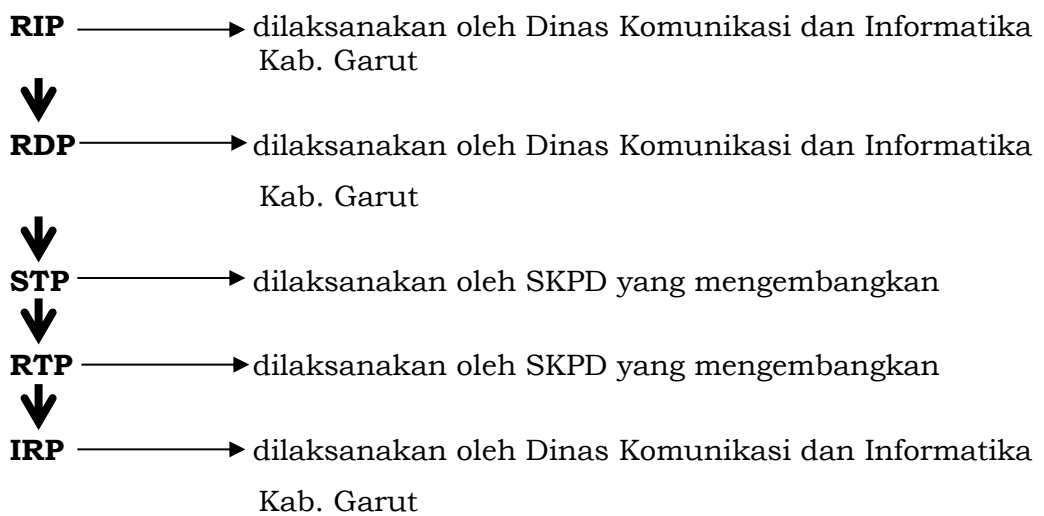 RIP dilaksanakan oleh Dinas Komunikasi dan Informatika
Kab. Garut
RDP dilaksanakan oleh Dinas Komunikasi dan Informatika
Kab. Garut
STP dilaksanakan oleh SKPD yang mengembangkan
RTP dilaksanakan oleh SKPD yang mengembangkan
IRP dilaksanakan oleh Dinas Komunikasi dan Informatika
Kab. Garut